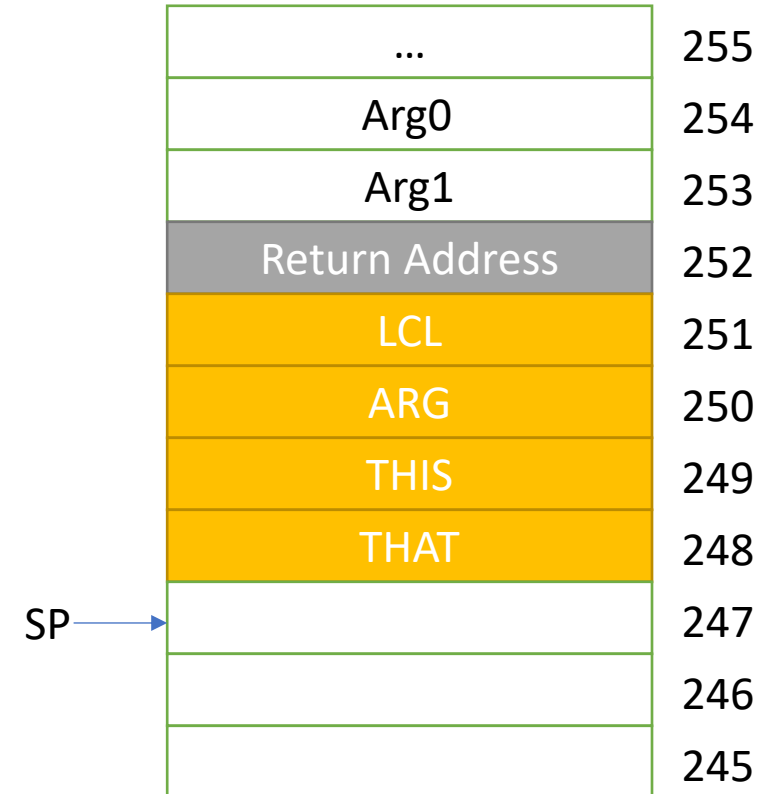 … 255
Arg0 254
Arg1 253
Return Address 252
LCL 251
ARG 250
THIS 249
THAT 248
SP 247
246
245